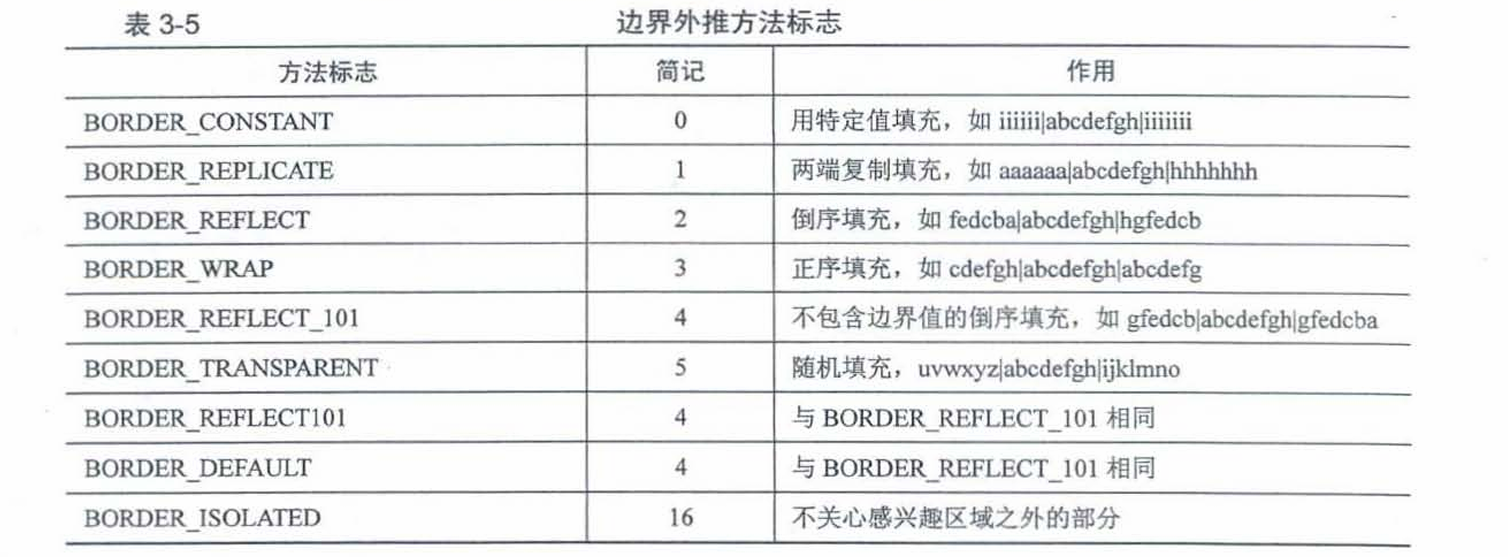 表 3-5 边界外推方法标志
方法标志 简记 作用
BORDER_CONSTANT 0 用特定值填充，如 iiiiii|abcdefgh|iiiiiii
BORDER_REPLICATE 1 两端复制填充，如 aaaaaa|abcdefgh|hhhhhhh
BORDER_REFLECT 2 倒序填充，如 fedcba|abcdefgh|hgfedcb
BORDER_WRAP 3 正序填充，如 cdefgh|abcdefgh|abcdefg
BORDER_REFLECT_101 4 不包含边界值的倒序填充，如 gfedcb|abcdefgh|gfedcba
BORDER_TRANSPARENT 5 随机填充，uvwxyz|abcdefgh|ijklmno
BORDER_REFLECT101 4 与 BORDER_REFLECT_101 相同
BORDER_DEFAULT 4 与 BORDER_REFLECT_101 相同
BORDER_ISOLATED 16 不关心感兴趣区域之外的部分